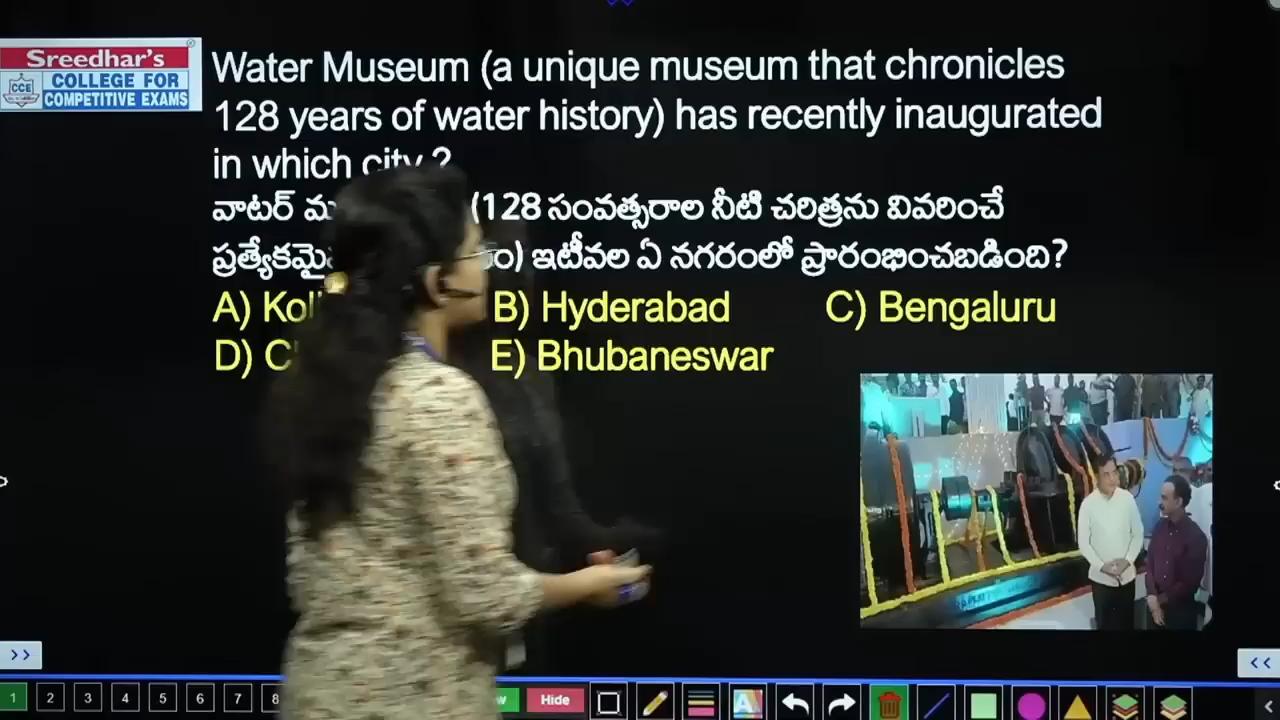 Sreedhar's
CCE
COLLEGE FOR
COMPETITIVE EXAMS
Water Museum (a unique museum that chronicles
128 years of water history) has recently inaugurated
in which city ?
వాటర్ (128 సంవత్సరాల నీటి చరిత్రను వివరించే
ఇటీవల ఏ నగరంలో ప్రారంభించబడింది?
A) B) Hyderabad C) Bengaluru
D) E) Bhubaneswar
>> <<
1 2 3 4 5 6 7 8 Hide